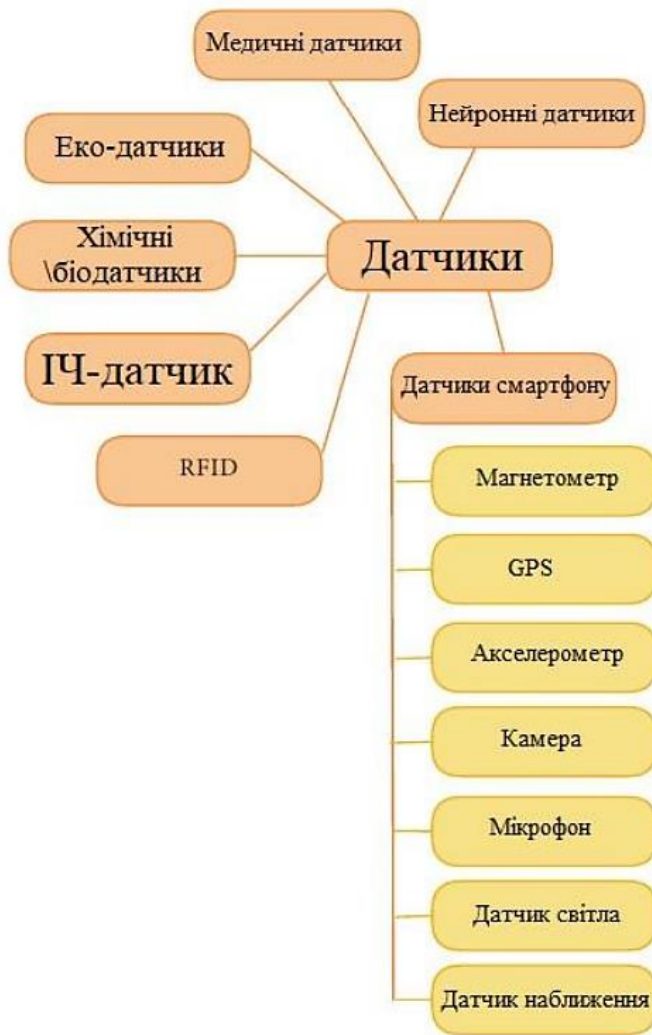 Медичні датчики
Нейронні датчики
Еко-датчики
Хімічні
\біодатчики
Датчики
ІЧ-датчик
Датчики смартфону
RFID
Магнетометр
GPS
Акселерометр
Камера
Мікрофон
Датчик світла
Датчик наближення